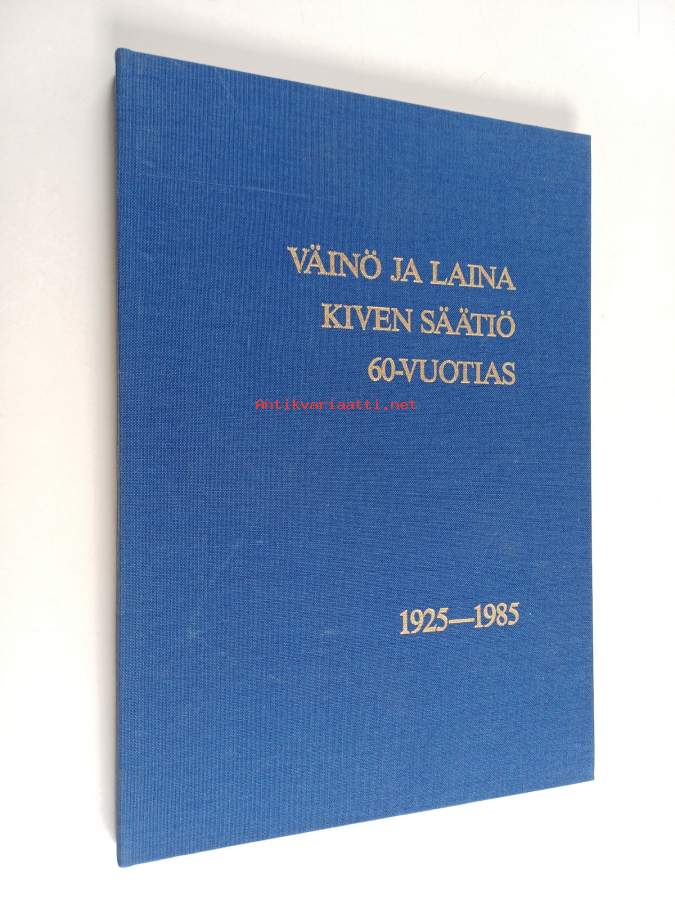 VÄINÖ JA LAINA
KIVEN SÄÄTIÖ
60-VUOTIAS
Antikvariaatti.net
1925—1985